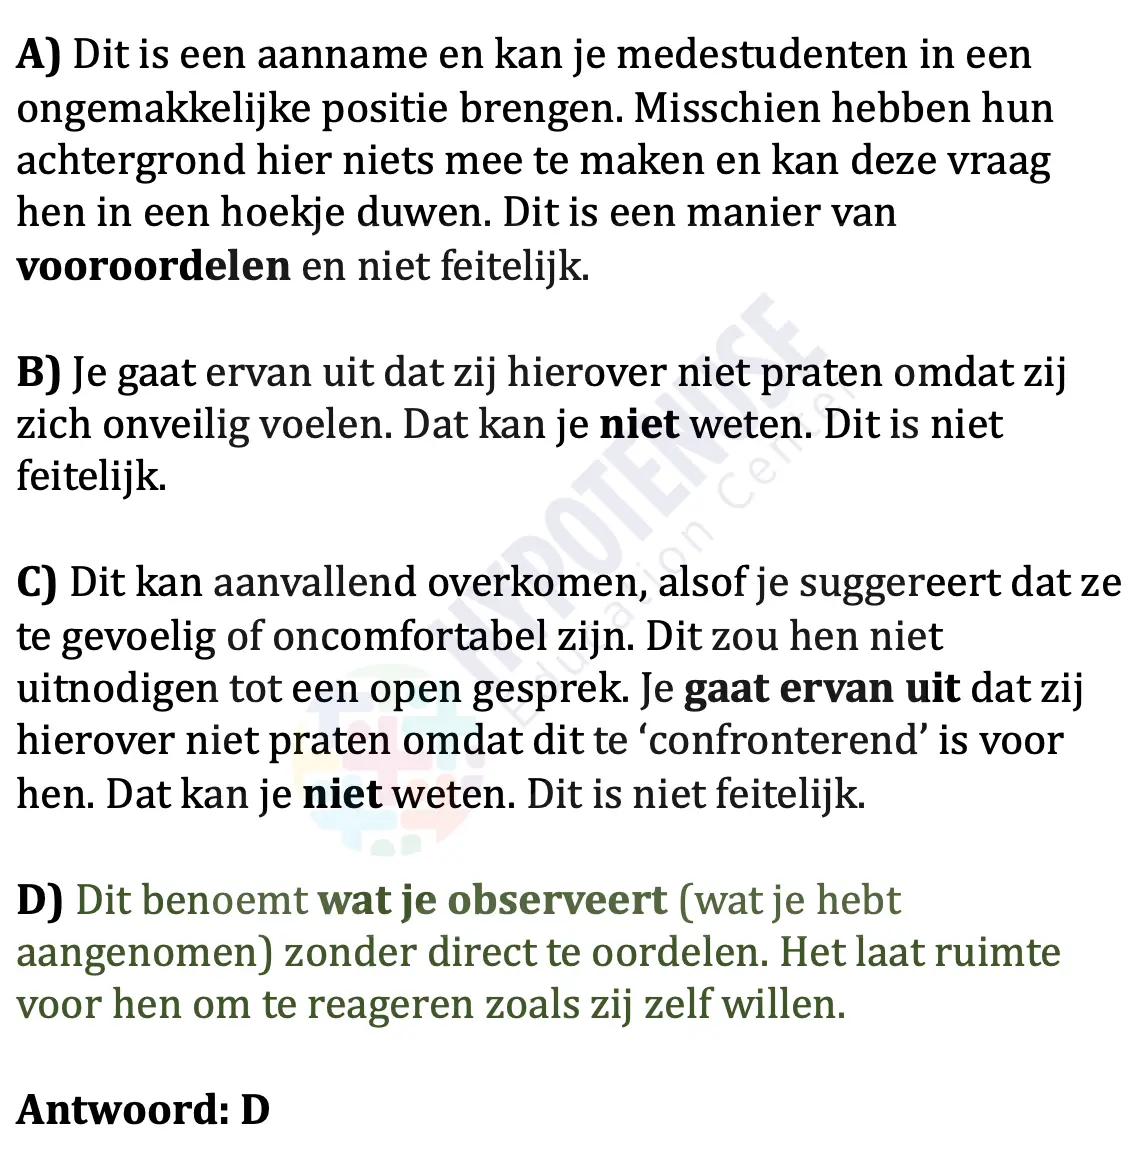 A) Dit is een aanname en kan je medestudenten in een
ongemakkelijke positie brengen. Misschien hebben hun
achtergrond hier niets mee te maken en kan deze vraag
hen in een hoekje duwen. Dit is een manier van
vooroordelen en niet feitelijk.
B) Je gaat ervan uit dat zij hierover niet praten omdat zij
zich onveilig voelen. Dat kan je niet weten. Dit is niet
feitelijk.
C) Dit kan aanvallend overkomen, alsof je suggereert dat ze
te gevoelig of oncomfortabel zijn. Dit zou hen niet
uitnodigen tot een open gesprek. Je gaat ervan uit dat zij
hierover niet praten omdat dit te ‘confronterend’ is voor
hen. Dat kan je niet weten. Dit is niet feitelijk.
D) Dit benoemt wat je observeert (wat je hebt
aangenomen) zonder direct te oordelen. Het laat ruimte
voor hen om te reageren zoals zij zelf willen.
Antwoord: D
HYPOTENUSE
Education Center